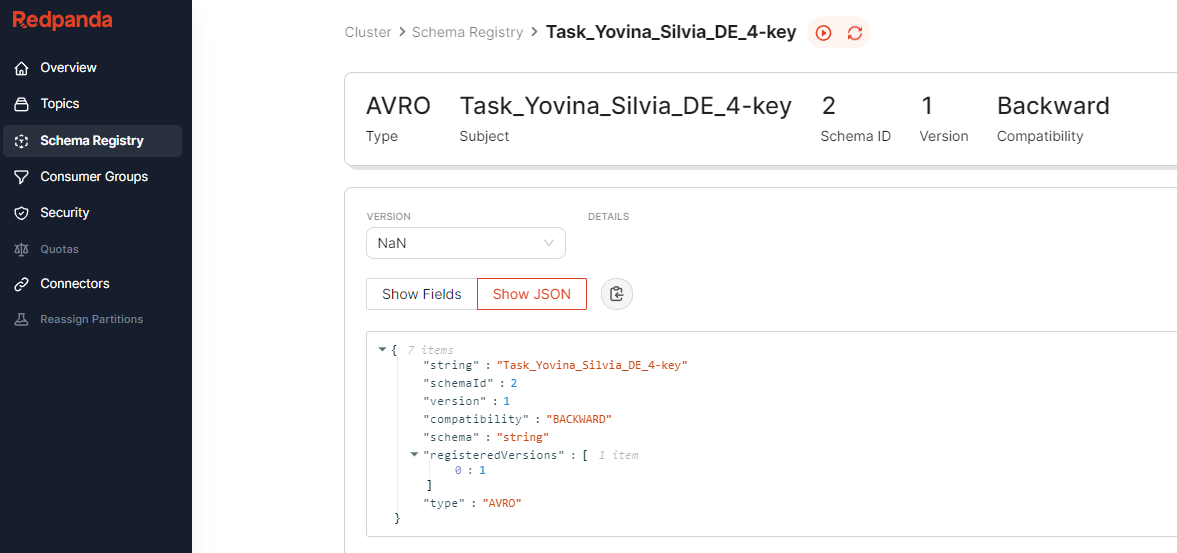 Redpanda
Overview
Topics
Schema Registry
Consumer Groups
Security
Quotas
Connectors
Reassign Partitions
Cluster > Schema Registry > Task_Yovina_Silvia_DE_4-key
AVRO Task_Yovina_Silvia_DE_4-key 2 1 Backward
Type Subject Schema ID Version Compatibility
VERSION DETAILS
NaN
Show Fields Show JSON
{ 7 items
"string" : "Task_Yovina_Silvia_DE_4-key"
"schemaId" : 2
"version" : 1
"compatibility" : "BACKWARD"
"schema" : "string"
"registeredVersions" : [ 1 item
0 : 1
]
"type" : "AVRO"
}